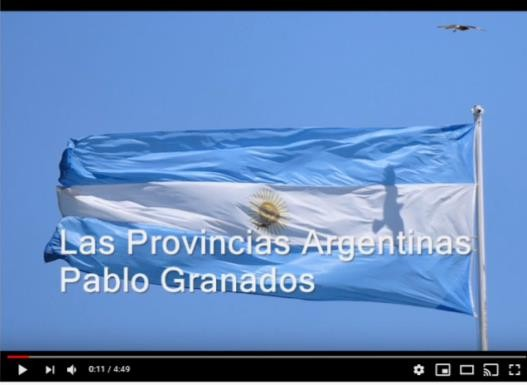 Las Provincias Argentinas
Pablo Granados
0:11 / 4:49